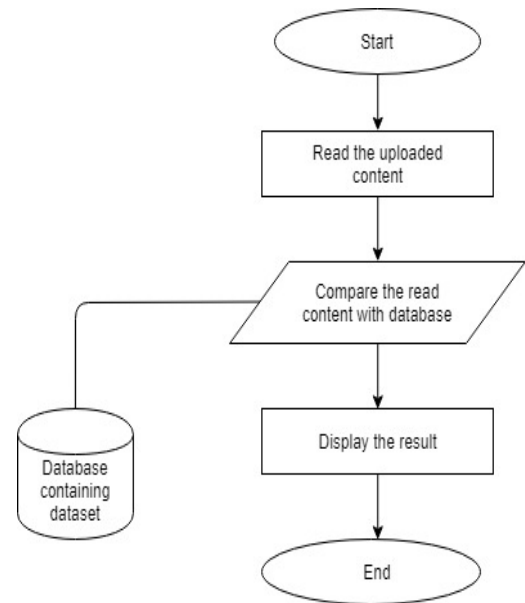 Start
Read the uploaded
content
Compare the read
content with database
Display the result
Database
containing
dataset
End